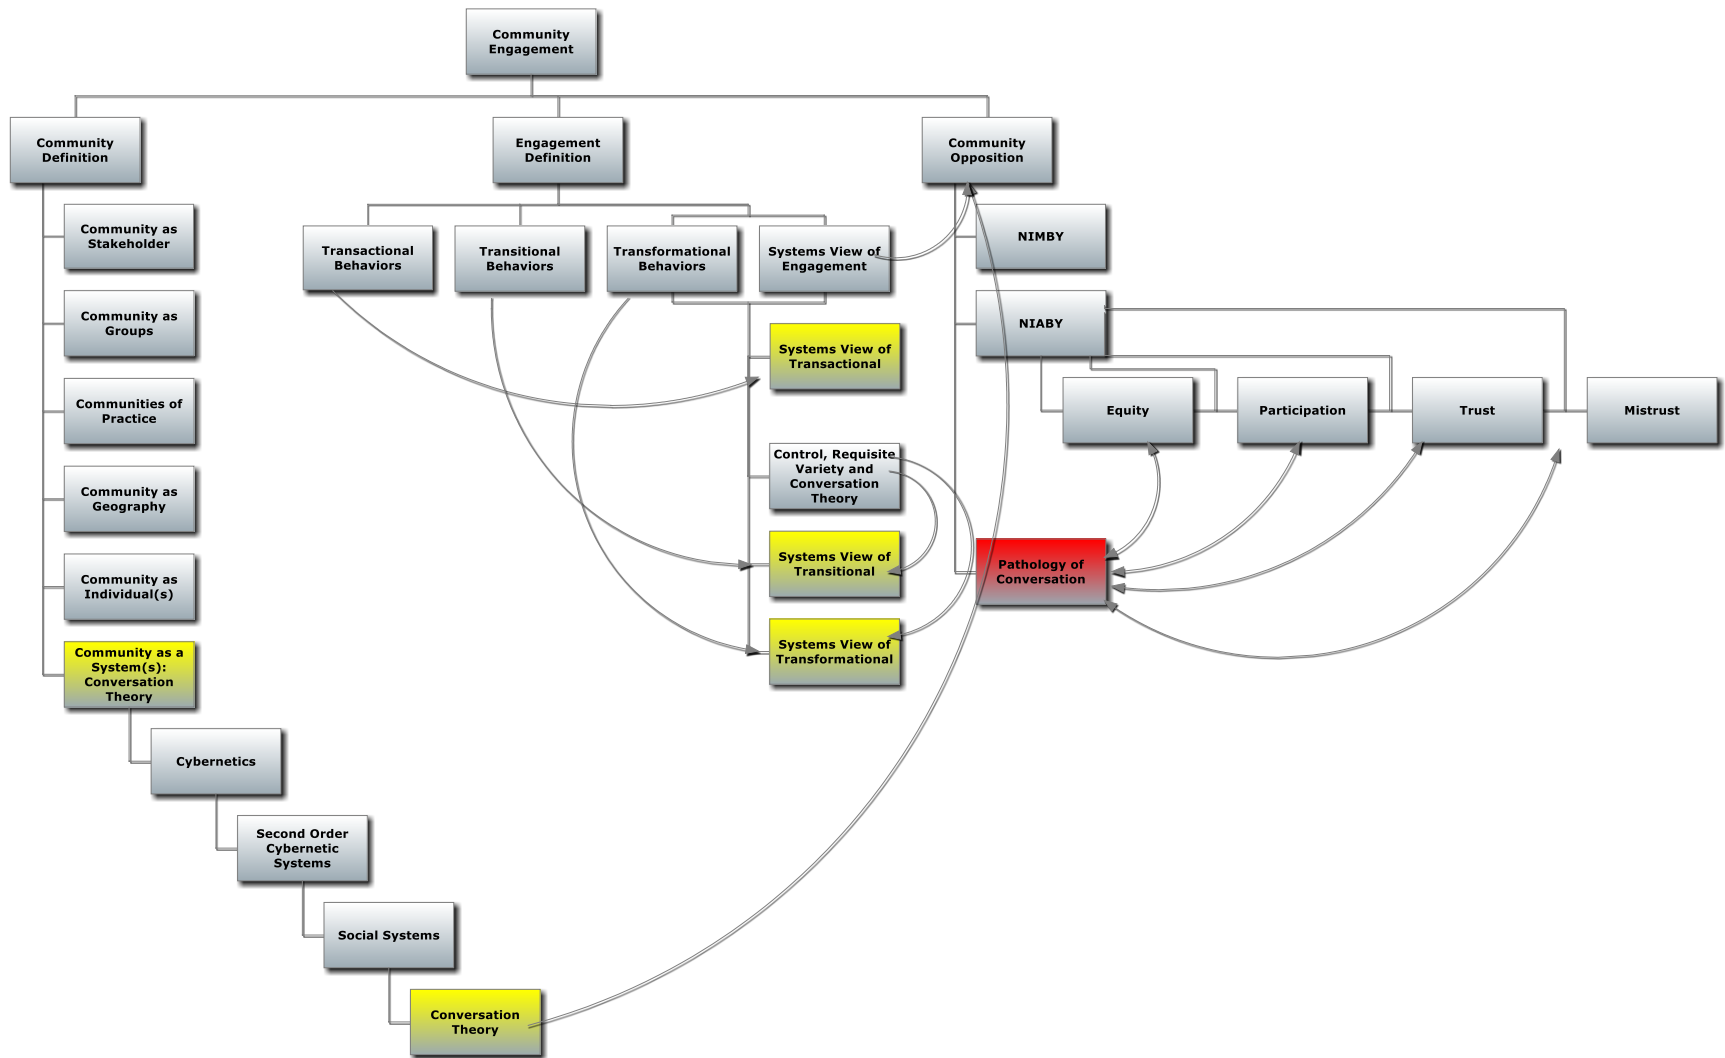 Community
Engagement
Community
Definition
Engagement
Definition
Community
Opposition
Community as
Stakeholder
Community as
Groups
Communities of
Practice
Community as
Geography
Community as
Individual(s)
Community as a
System(s):
Conversation
Theory
Cybernetics
Second Order
Cybernetic
Systems
Social Systems
Conversation
Theory
Transactional
Behaviors
Transitional
Behaviors
Transformational
Behaviors
Systems View of
Engagement
Systems View of
Transactional
Control, Requisite
Variety and
Conversation
Theory
Systems View of
Transitional
Systems View of
Transformational
NIMBY
NIABY
Equity
Participation
Trust
Mistrust
Pathology of
Conversation